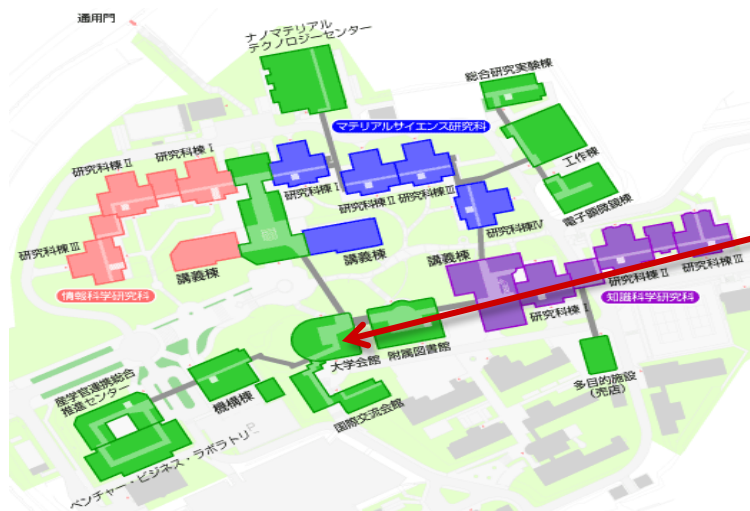 通用門
ナノマテリアル
テクノロジーセンター
総合研究実験棟
マテリアルサイエンス研究科
工作棟
電子顕微鏡棟
研究科棟Ⅰ
研究科棟Ⅱ
研究科棟Ⅲ
研究科棟Ⅰ
研究科棟Ⅱ
研究科棟Ⅲ
研究科棟Ⅳ
講義棟
講義棟
情報科学研究科
研究科棟Ⅰ
研究科棟Ⅱ
研究科棟Ⅲ
知識科学研究科
大学会館
附属図書館
多目的施設
(売店)
国際交流会館
機構棟
産学官連携総合
推進センター
ベンチャー・ビジネス・ラボラトリ